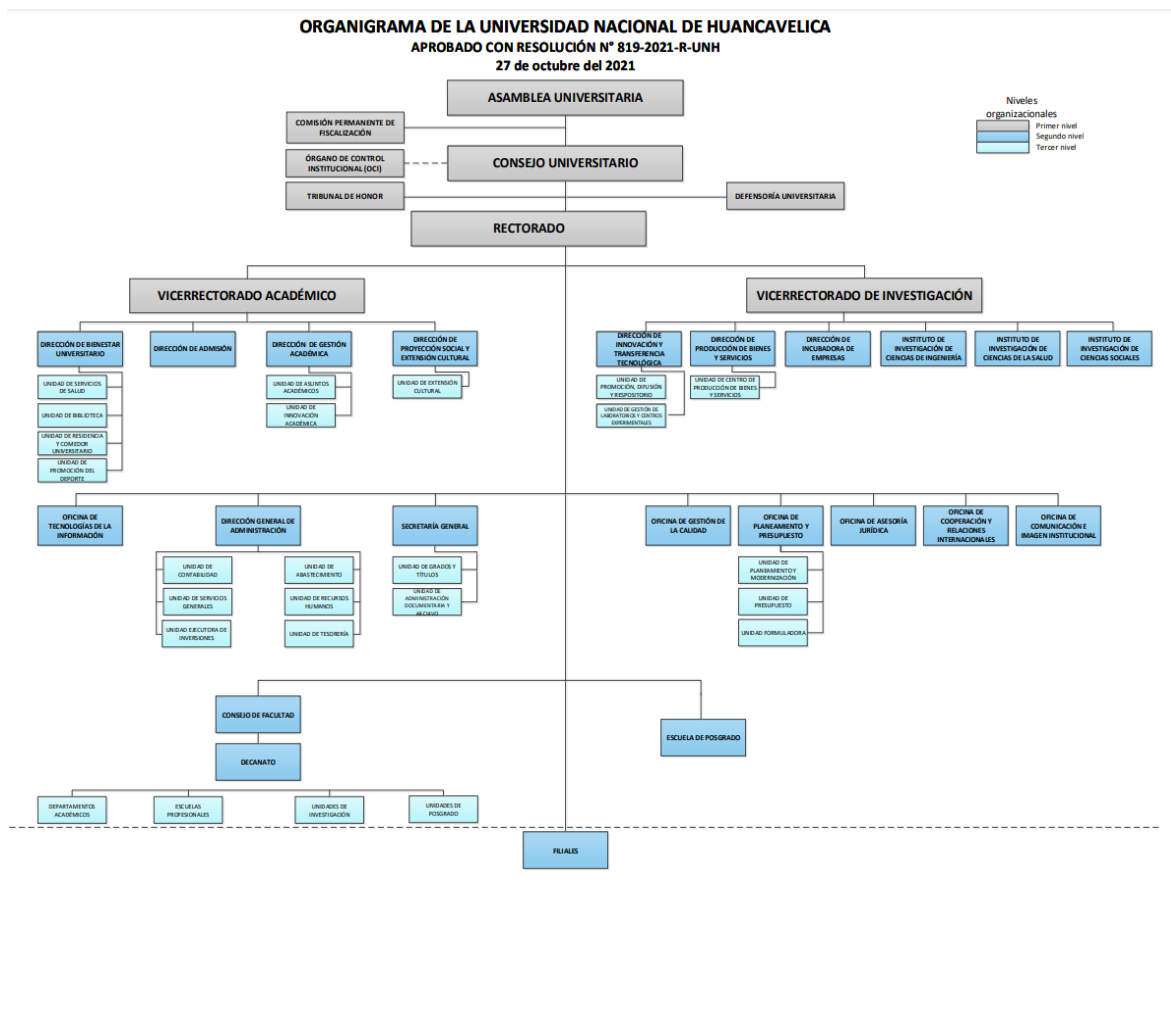 ORGANIGRAMA DE LA UNIVERSIDAD NACIONAL DE HUANCAVELICA
APROBADO CON RESOLUCIÓN N° 819-2021-R-UNH
27 de octubre del 2021
ASAMBLEA UNIVERSITARIA
Niveles
organizacionales
Primer nivel
Segundo nivel
Tercer nivel
COMISIÓN PERMANENTE DE
FISCALIZACIÓN
ÓRGANO DE CONTROL
INSTITUCIONAL (OCI)
CONSEJO UNIVERSITARIO
TRIBUNAL DE HONOR
DEFENSORÍA UNIVERSITARIA
RECTORADO
VICERRECTORADO ACADÉMICO
VICERRECTORADO DE INVESTIGACIÓN
DIRECCIÓN DE BIENESTAR
UNIVERSITARIO
DIRECCIÓN DE ADMISIÓN
DIRECCIÓN DE GESTIÓN
ACADÉMICA
DIRECCIÓN DE
PROYECCIÓN SOCIAL Y
EXTENSIÓN CULTURAL
DIRECCIÓN DE
INNOVACIÓN Y
TRANSFERENCIA
TECNOLÓGICA
DIRECCIÓN DE
PRODUCCIÓN DE BIENES
Y SERVICIOS
DIRECCIÓN DE
INCUBADORA DE
EMPRESAS
INSTITUTO DE
INVESTIGACIÓN DE
CIENCIAS DE INGENIERÍA
INSTITUTO DE
INVESTIGACIÓN DE
CIENCIAS DE LA SALUD
INSTITUTO DE
INVESTIGACIÓN DE
CIENCIAS SOCIALES
UNIDAD DE SERVICIOS
DE SALUD
UNIDAD DE BIBLIOTECA
UNIDAD DE RESIDENCIA
Y COMEDOR
UNIVERSITARIO
UNIDAD DE
PROMOCIÓN DEL
DEPORTE
UNIDAD DE ASUNTOS
ACADÉMICOS
UNIDAD DE
INNOVACIÓN
ACADÉMICA
UNIDAD DE EXTENSIÓN
CULTURAL
UNIDAD DE
PROMOCIÓN, DIFUSIÓN
Y RESPOSITORIO
UNIDAD DE GESTIÓN DE
LABORATORIOS Y CENTROS
EXPERIMENTALES
UNIDAD DE CENTRO DE
PRODUCCIÓN DE BIENES
Y SERVICIOS
OFICINA DE
TECNOLOGÍAS DE LA
INFORMACIÓN
DIRECCIÓN GENERAL DE
ADMINISTRACIÓN
SECRETARÍA GENERAL
OFICINA DE GESTIÓN DE
LA CALIDAD
OFICINA DE
PLANEAMIENTO Y
PRESUPUESTO
OFICINA DE ASESORÍA
JURÍDICA
OFICINA DE
COOPERACIÓN Y
RELACIONES
INTERNACIONALES
OFICINA DE
COMUNICACIÓN E
IMAGEN INSTITUCIONAL
UNIDAD DE
CONTABILIDAD
UNIDAD DE SERVICIOS
GENERALES
UNIDAD EJECUTORA DE
INVERSIONES
UNIDAD DE
ABASTECIMIENTO
UNIDAD DE RECURSOS
HUMANOS
UNIDAD DE TESORERÍA
UNIDAD DE GRADOS Y
TÍTULOS
UNIDAD DE
ADMINISTRACIÓN
DOCUMENTARIA Y
ARCHIVO
UNIDAD DE
PLANEAMIENTO Y
MODERNIZACIÓN
UNIDAD DE
PRESUPUESTO
UNIDAD FORMULADORA
CONSEJO DE FACULTAD
DECANATO
ESCUELA DE POSGRADO
DEPARTAMENTOS
ACADÉMICOS
ESCUELAS
PROFESIONALES
UNIDADES DE
INVESTIGACIÓN
UNIDADES DE
POSGRADO
FILIALES